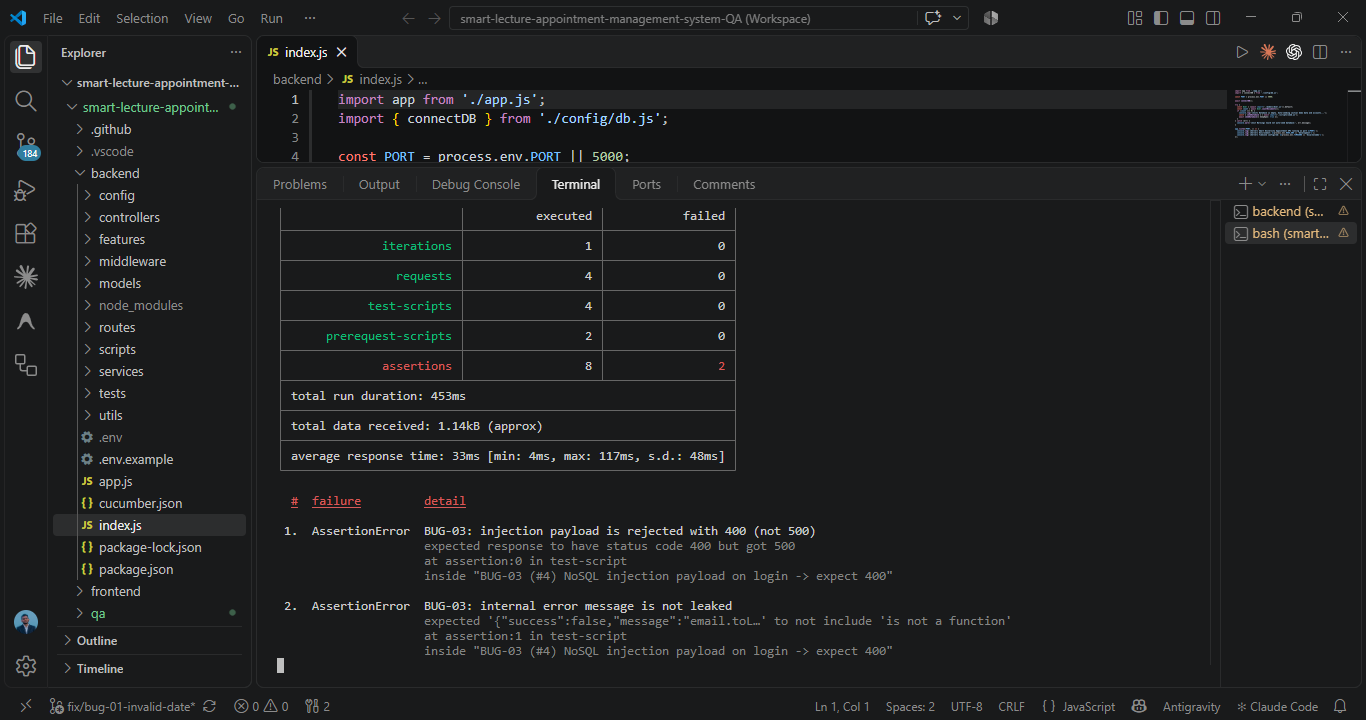 File Edit Selection View Go Run ···
smart-lecture-appointment-management-system-QA (Workspace)
Explorer ···
smart-lecture-appointment-...
smart-lecture-appoint...
.github
.vscode
backend
config
controllers
features
middleware
models
node_modules
routes
scripts
services
tests
utils
.env
.env.example
JS app.js
{} cucumber.json
JS index.js
{} package-lock.json
{} package.json
frontend
qa
Outline
Timeline
184
JS index.js
backend > JS index.js > ...
1 import app from './app.js';
2 import { connectDB } from './config/db.js';
3
4 const PORT = process.env.PORT || 5000;
Problems Output Debug Console Terminal Ports Comments
executed failed
iterations 1 0
requests 4 0
test-scripts 4 0
prerequest-scripts 2 0
assertions 8 2
total run duration: 453ms
total data received: 1.14kB (approx)
average response time: 33ms [min: 4ms, max: 117ms, s.d.: 48ms]
# failure detail
1. AssertionError BUG-03: injection payload is rejected with 400 (not 500)
expected response to have status code 400 but got 500
at assertion:0 in test-script
inside "BUG-03 (#4) NoSQL injection payload on login -> expect 400"
2. AssertionError BUG-03: internal error message is not leaked
expected '{"success":false,"message":"email.toL…' to not include 'is not a function'
at assertion:1 in test-script
inside "BUG-03 (#4) NoSQL injection payload on login -> expect 400"
backend (s...
bash (smart...
fix/bug-01-invalid-date* 0 0 2
Ln 1, Col 1 Spaces: 2 UTF-8 CRLF {} JavaScript Antigravity Claude Code